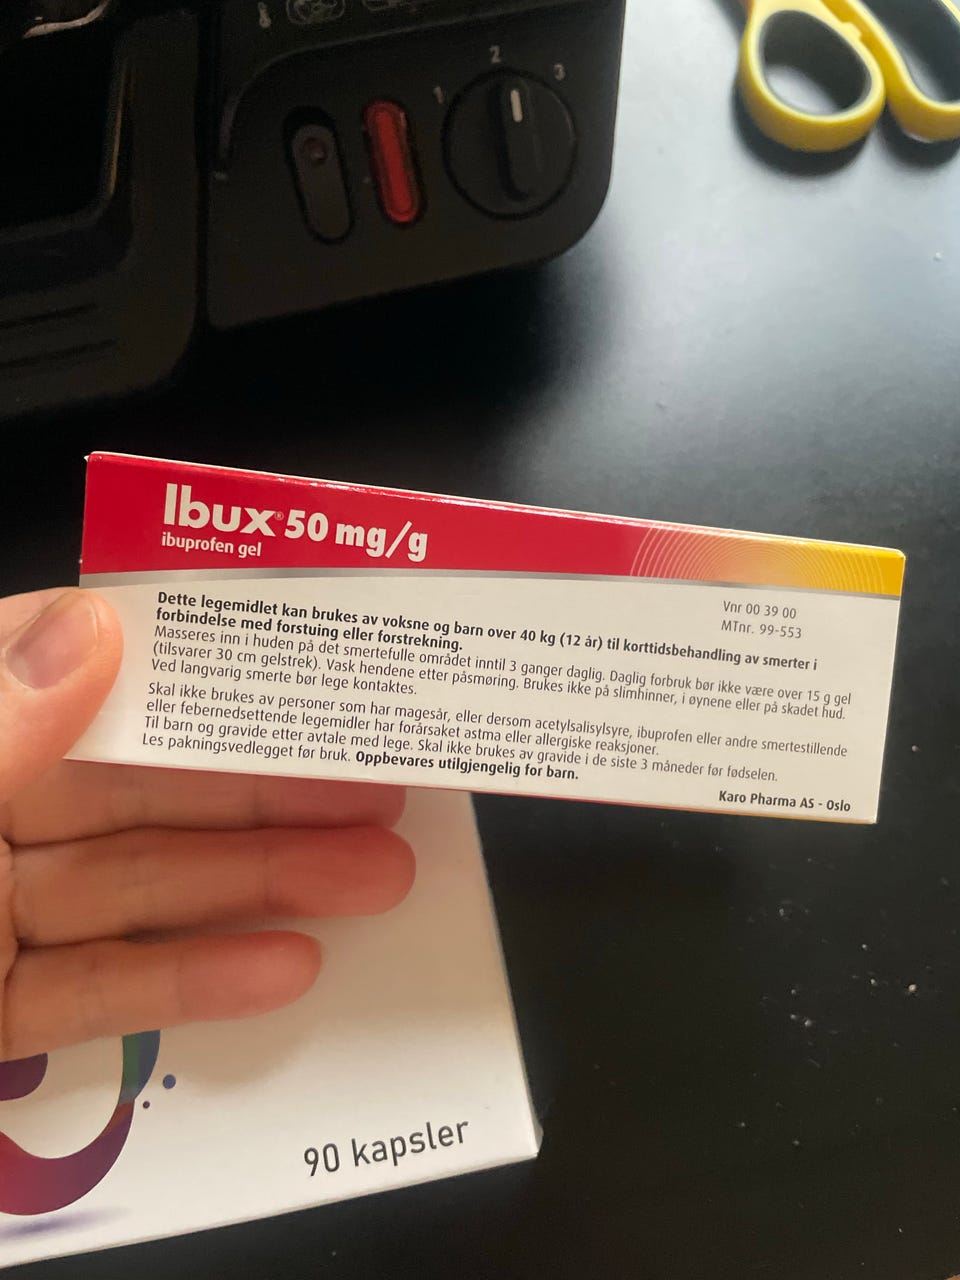 1
2
3
Ibux® 50 mg/g
ibuprofen gel
Vnr 00 39 00
MTnr. 99-553
Dette legemidlet kan brukes av voksne og barn over 40 kg (12 år) til korttidsbehandling av smerter i
forbindelse med forstuing eller forstrekning.
Masseres inn i huden på det smertefulle området inntil 3 ganger daglig. Daglig forbruk bør ikke være over 15 g gel
(tilsvarer 30 cm gelstrek). Vask hendene etter påsmøring. Brukes ikke på slimhinner, i øynene eller på skadet hud.
Ved langvarig smerte bør lege kontaktes.
Skal ikke brukes av personer som har magesår, eller dersom acetylsalisylsyre, ibuprofen eller andre smertestillende
eller febernedsettende legemidler har forårsaket astma eller allergiske reaksjoner.
Til barn og gravide etter avtale med lege. Skal ikke brukes av gravide i de siste 3 måneder før fødselen.
Les pakningsvedlegget før bruk. Oppbevares utilgjengelig for barn.
Karo Pharma AS - Oslo
90 kapsler